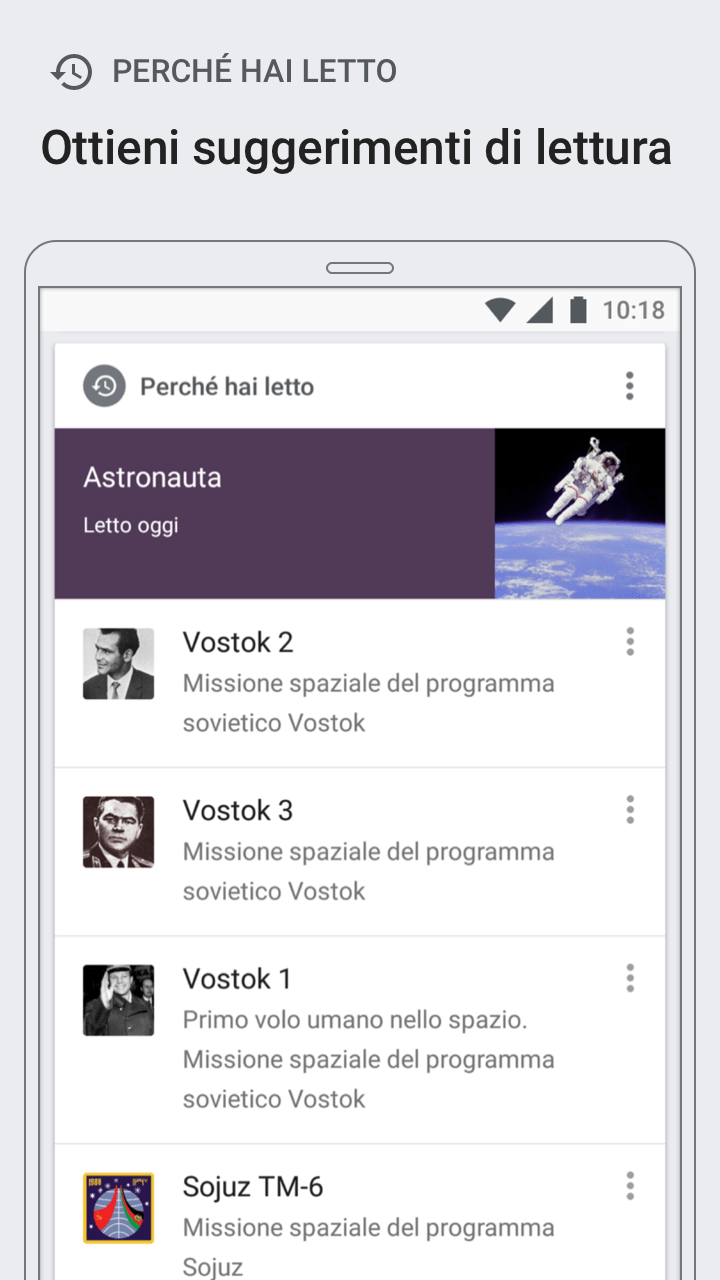 PERCHÉ HAI LETTO
Ottieni suggerimenti di lettura
10:18
Perché hai letto
Astronauta
Letto oggi
Vostok 2
Missione spaziale del programma
sovietico Vostok
Vostok 3
Missione spaziale del programma
sovietico Vostok
Vostok 1
Primo volo umano nello spazio.
Missione spaziale del programma
sovietico Vostok
Sojuz TM-6
Missione spaziale del programma
Sojuz